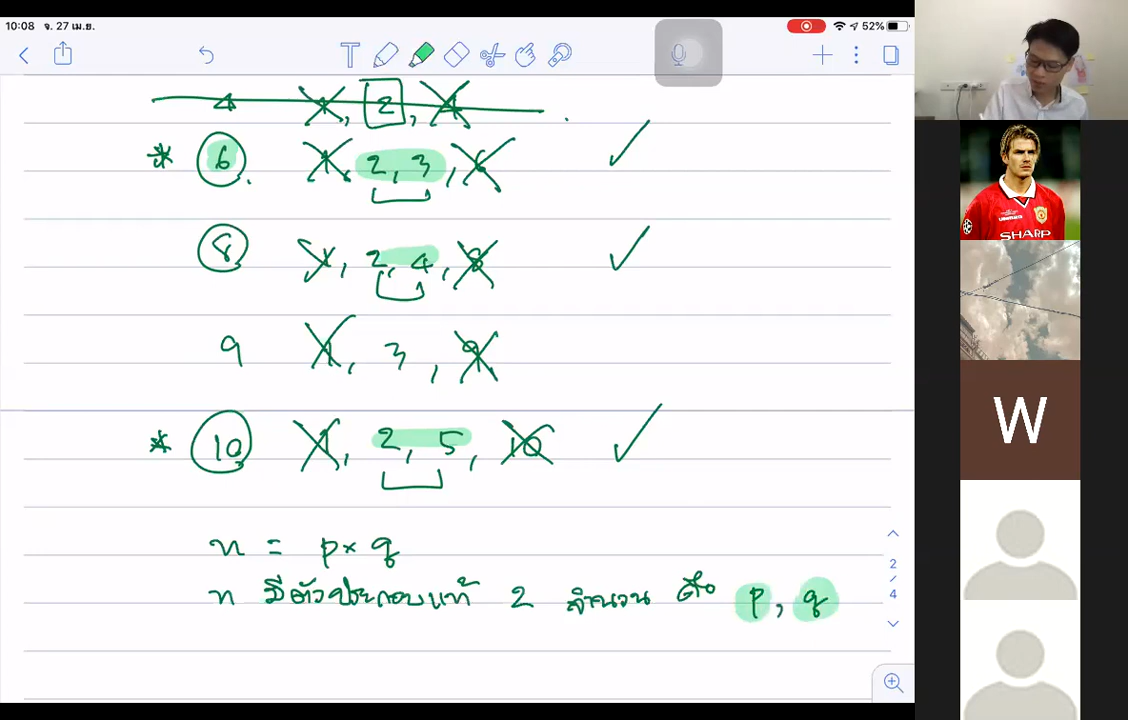 10:08 จ. 27 เม.ย. 52%
4 1, 2, 4
* 6 1, 2, 3, 6 ✓
8 1, 2, 4, 8 ✓
9 1, 3, 9
* 10 1, 2, 5, 10 ✓
n = p × q
n มีตัวประกอบแท้ 2 จำนวน คือ p, q
2/4
SHARP
W